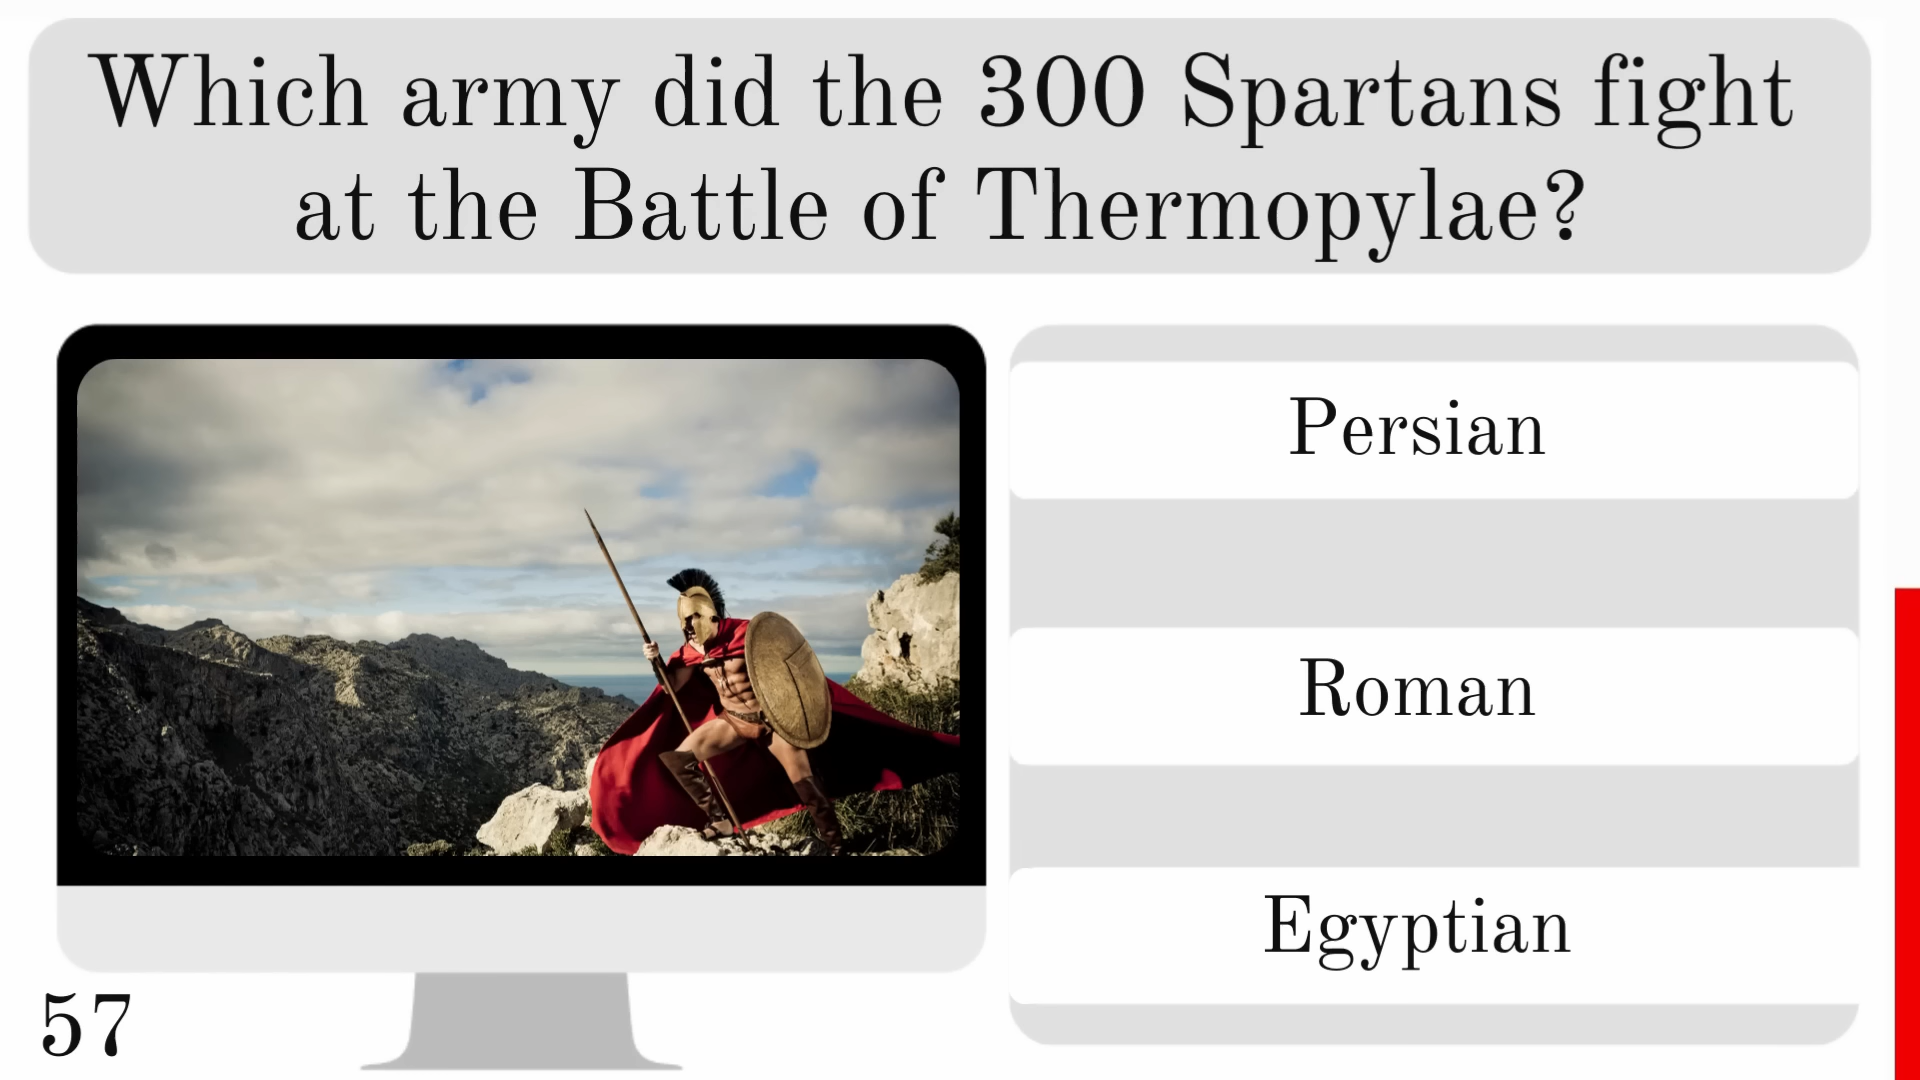 Which army did the 300 Spartans fight
at the Battle of Thermopylae?
Persian
Roman
Egyptian
57